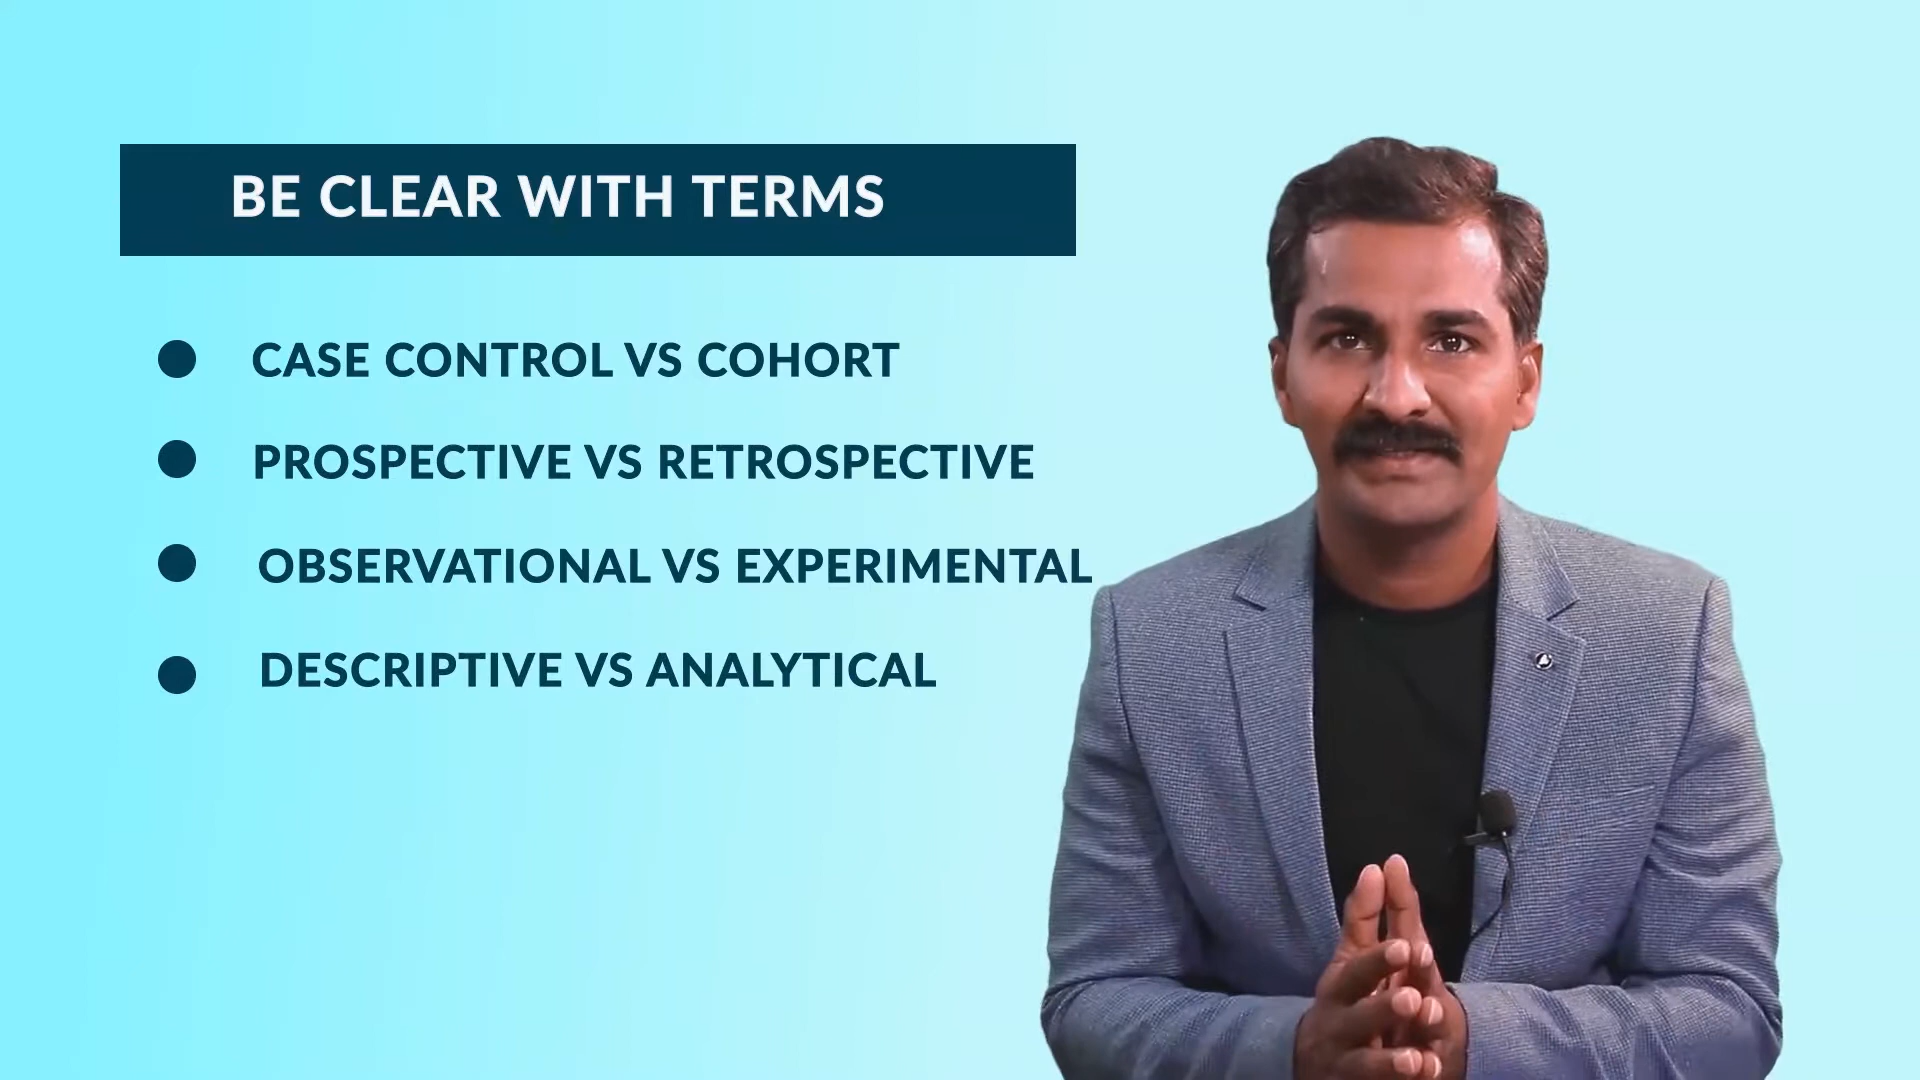 BE CLEAR WITH TERMS
CASE CONTROL VS COHORT
PROSPECTIVE VS RETROSPECTIVE
OBSERVATIONAL VS EXPERIMENTAL
DESCRIPTIVE VS ANALYTICAL